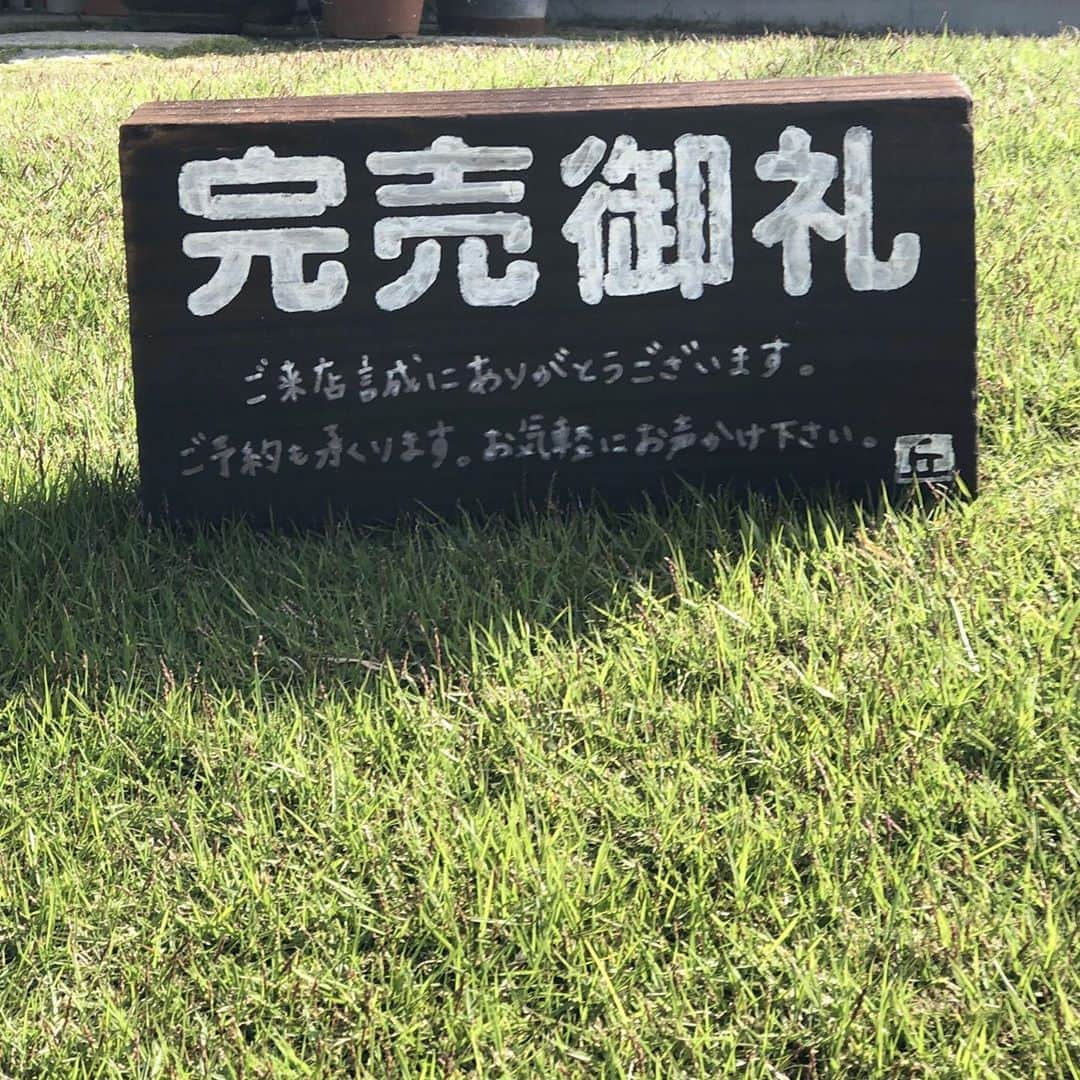 完売御礼
ご来店誠にありがとうございます。
ご予約も承くります。お気軽にお声かけ下さい。